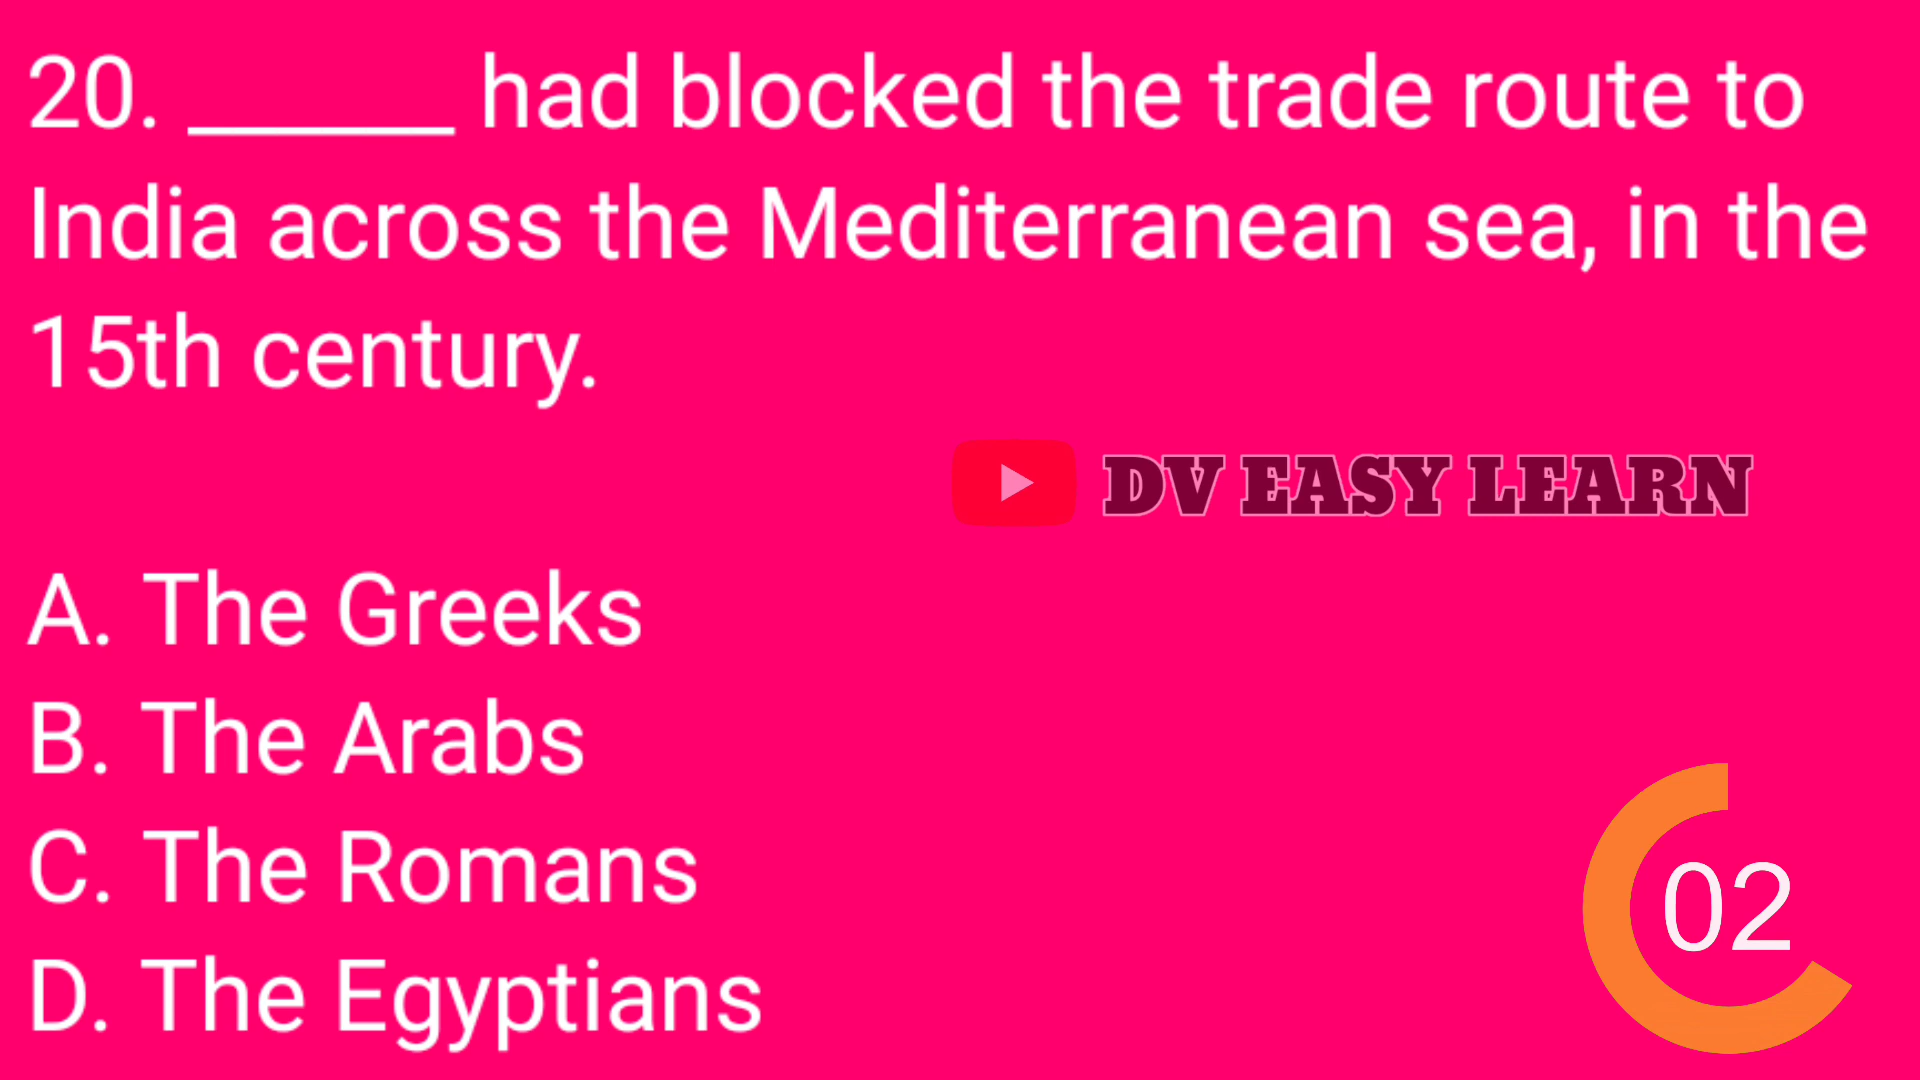 20. ______ had blocked the trade route to
India across the Mediterranean sea, in the
15th century.
DV EASY LEARN
A. The Greeks
B. The Arabs
C. The Romans
D. The Egyptians
02